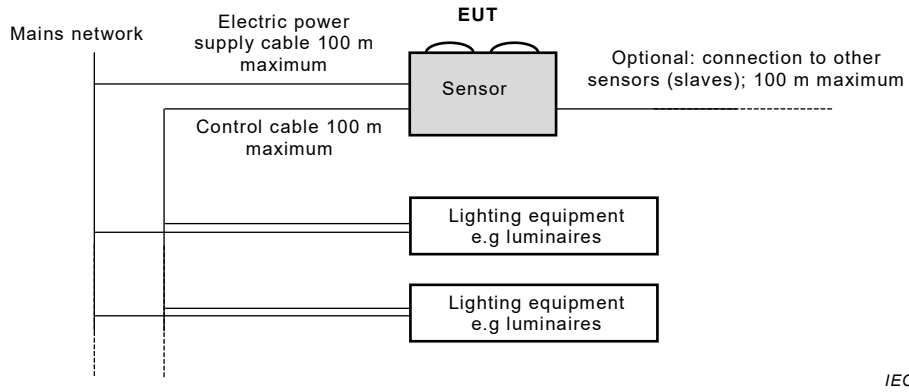 EUT
Mains network
Electric power
supply cable 100 m
maximum
Sensor
Optional: connection to other
sensors (slaves); 100 m maximum
Control cable 100 m
maximum
Lighting equipment
e.g luminaires
Lighting equipment
e.g luminaires
IEC